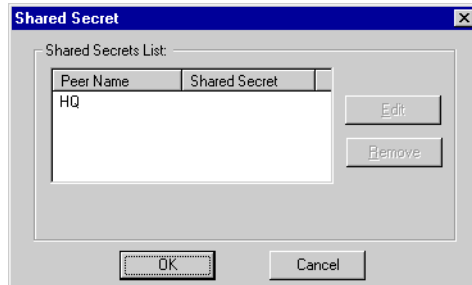 Shared Secret
Shared Secrets List:
Peer Name Shared Secret
HQ
Edit
Remove
OK Cancel